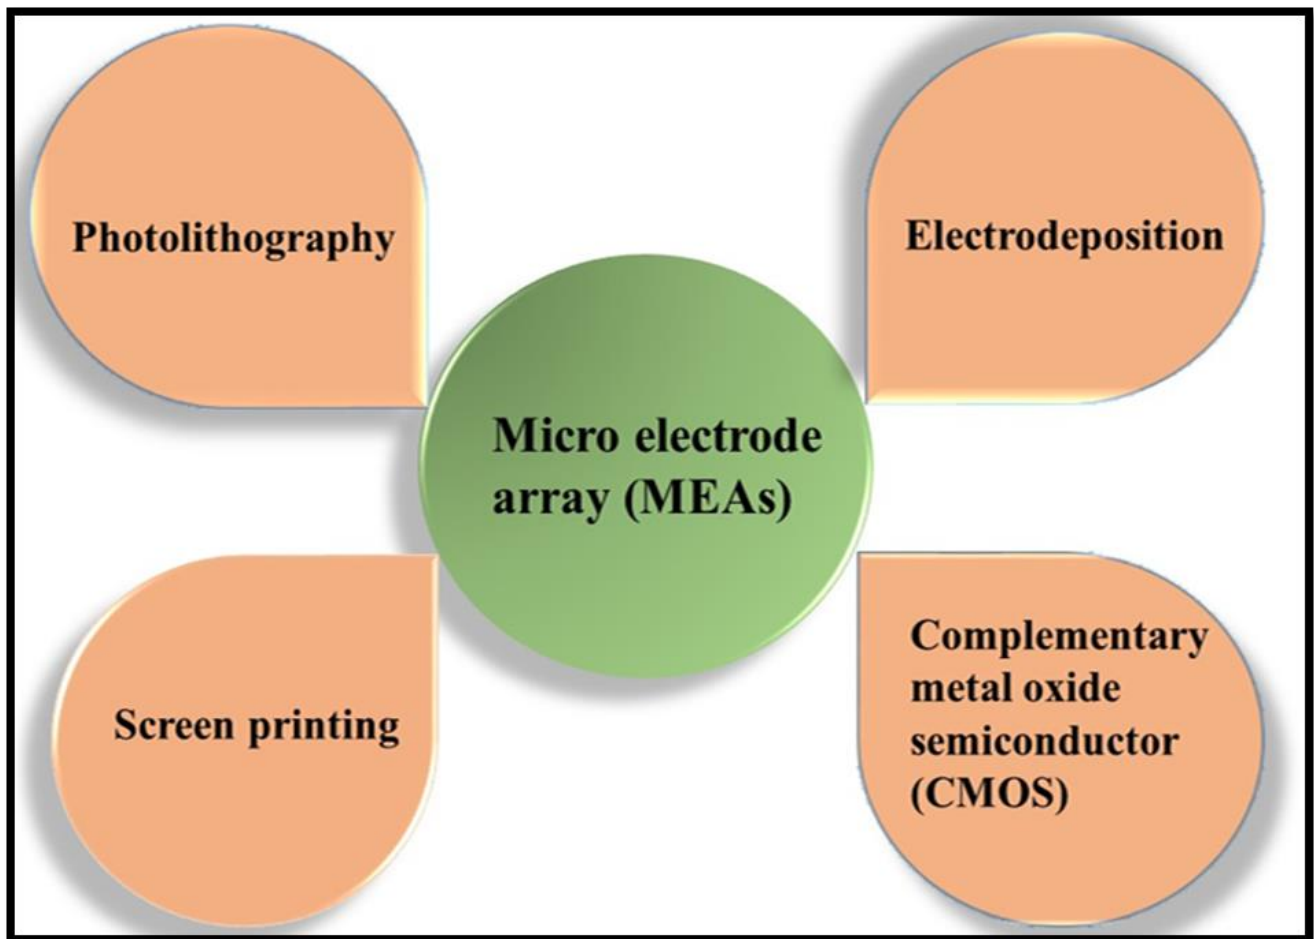 Photolithography
Electrodeposition
Micro electrode
array (MEAs)
Screen printing
Complementary
metal oxide
semiconductor
(CMOS)